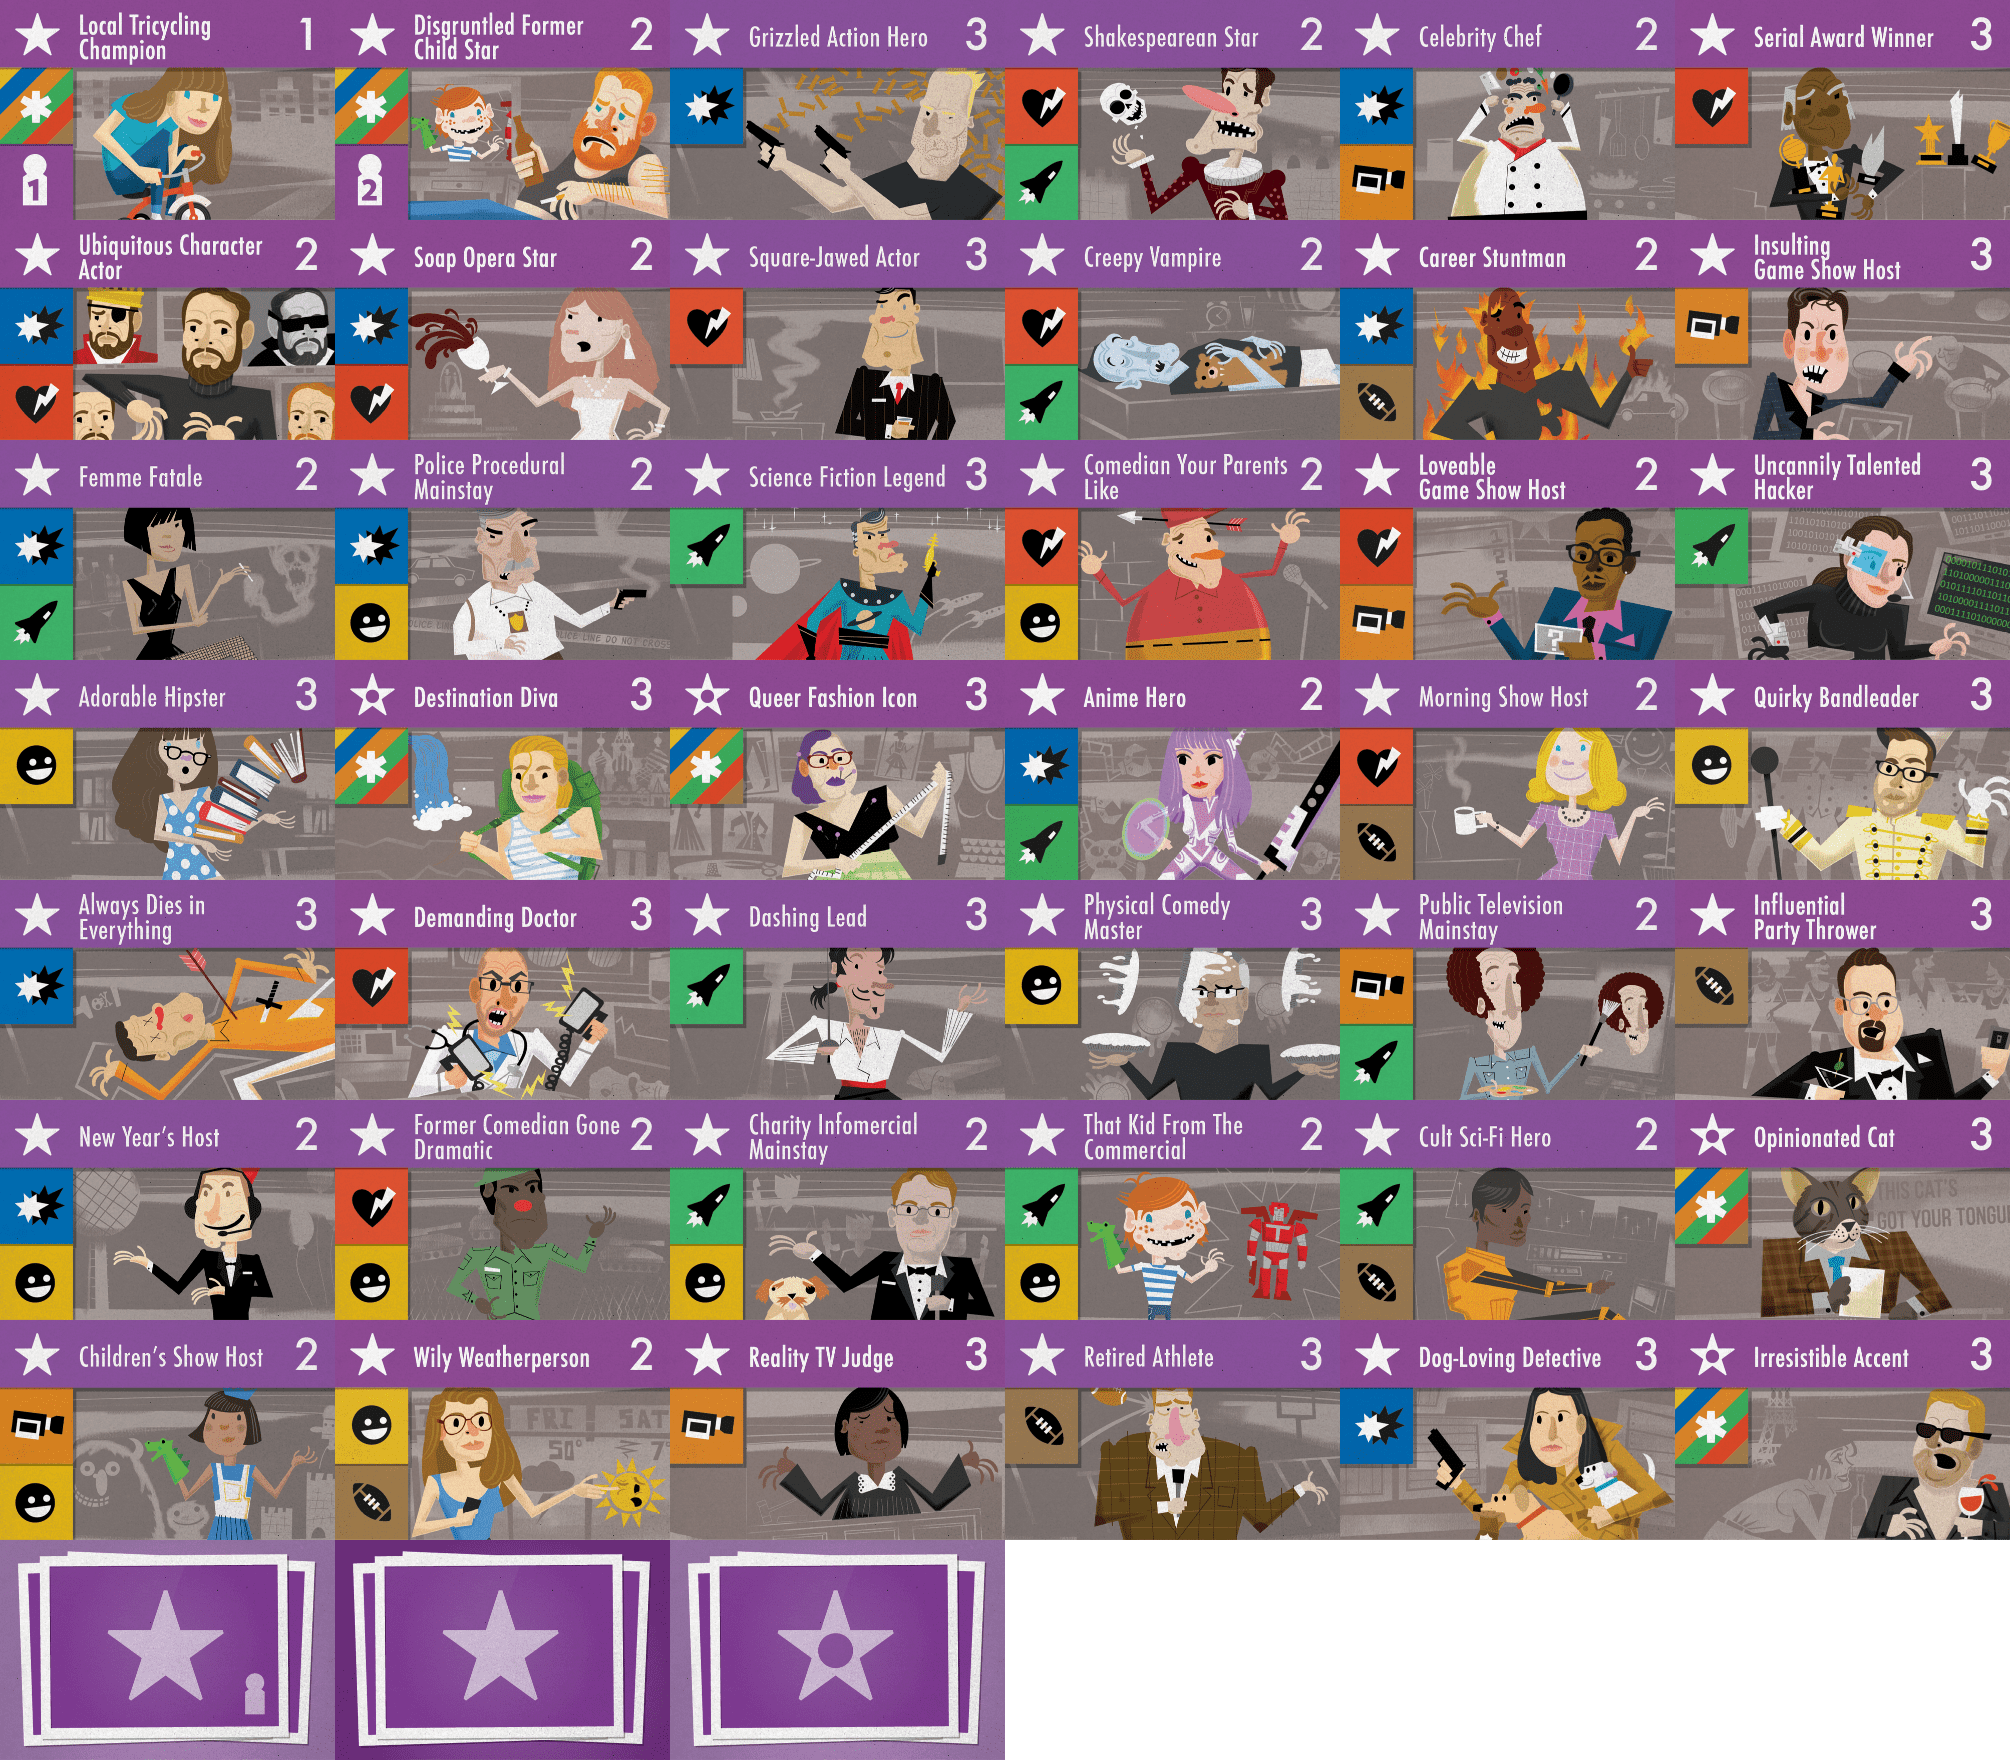 Local Tricycling
Champion
1
1
Disgruntled Former
Child Star
2
2
Grizzled Action Hero
3
Shakespearean Star
2
Celebrity Chef
2
Serial Award Winner
3
Ubiquitous Character
Actor
2
Soap Opera Star
2
Square-Jawed Actor
3
Creepy Vampire
2
Career Stuntman
2
Insulting
Game Show Host
3
Femme Fatale
2
Police Procedural
Mainstay
2
LICE LINE DO NOT CROSS
Science Fiction Legend
3
Comedian Your Parents
Like
2
Loveable
Game Show Host
2
?
Uncannily Talented
Hacker
3
Adorable Hipster
3
Destination Diva
3
Queer Fashion Icon
3
Anime Hero
2
Morning Show Host
2
Quirky Bandleader
3
Always Dies in
Everything
3
Demanding Doctor
3
Dashing Lead
3
Physical Comedy
Master
3
Public Television
Mainstay
2
Influential
Party Thrower
3
New Year's Host
2
Former Comedian Gone
Dramatic
2
Charity Infomercial
Mainstay
2
That Kid From The
Commercial
2
Cult Sci-Fi Hero
2
Opinionated Cat
3
THIS CAT'S
GOT YOUR TONGUE
Children's Show Host
2
Wily Weatherperson
2
FRI SAT
50° 7°
Reality TV Judge
3
Retired Athlete
3
Dog-Loving Detective
3
Irresistible Accent
3